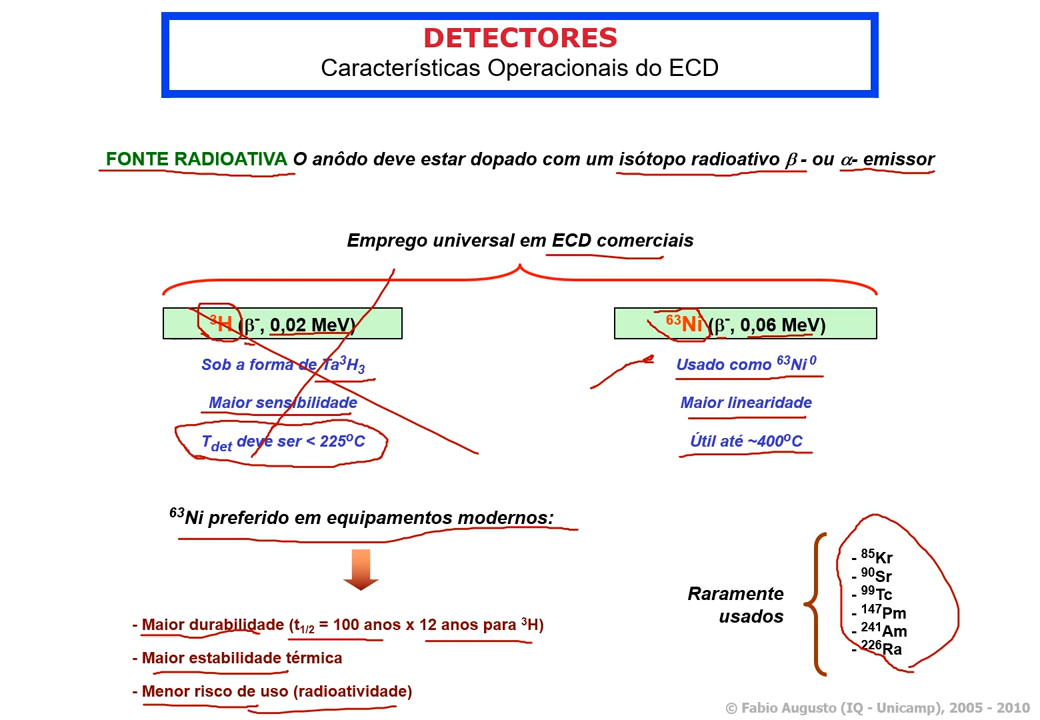 DETECTORES
Características Operacionais do ECD
FONTE RADIOATIVA O anôdo deve estar dopado com um isótopo radioativo β - ou α- emissor
Emprego universal em ECD comerciais
³H (β⁻, 0,02 MeV)
Sob a forma de Ta³H₃
Maior sensibilidade
T_det deve ser < 225°C
⁶³Ni (β⁻, 0,06 MeV)
Usado como ⁶³Ni⁰
Maior linearidade
Útil até ~400°C
⁶³Ni preferido em equipamentos modernos:
- Maior durabilidade (t₁/₂ = 100 anos x 12 anos para ³H)
- Maior estabilidade térmica
- Menor risco de uso (radioatividade)
Raramente
usados
- ⁸⁵Kr
- ⁹⁰Sr
- ⁹⁹Tc
- ¹⁴⁷Pm
- ²⁴¹Am
- ²²⁶Ra
© Fabio Augusto (IQ - Unicamp), 2005 - 2010